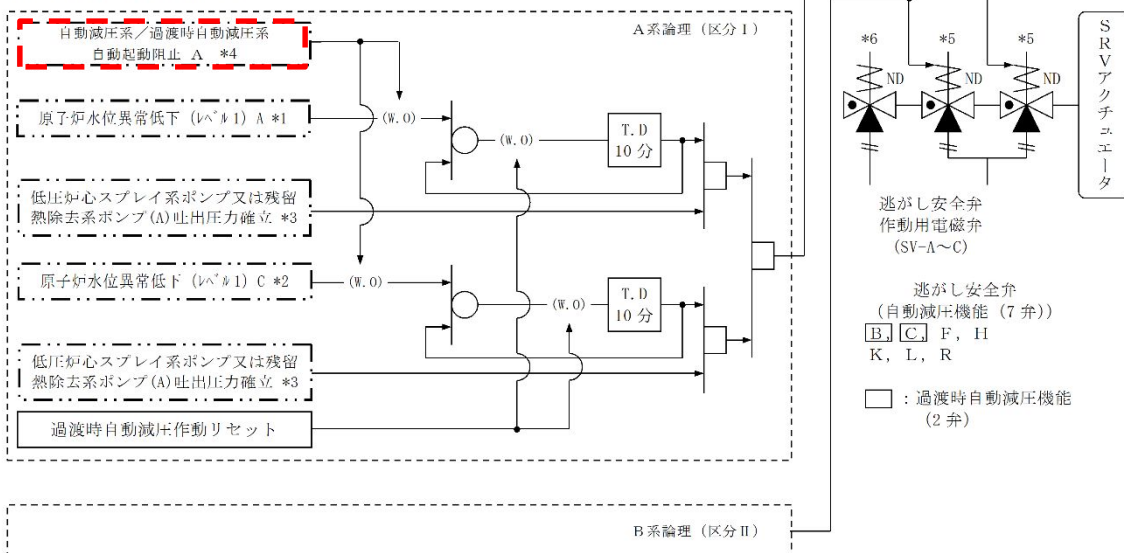 A系論理(区分Ⅰ)
自動減圧系/過渡時自動減圧系
自動起動阻止 A *4
原子炉水位異常低下(ﾚﾍﾞﾙ1) A *1
(W.O)
(W.O)
T.D
10分
低圧炉心スプレイ系ポンプ又は残留
熱除去系ポンプ(A)吐出圧力確立 *3
原子炉水位異常低下(ﾚﾍﾞﾙ1) C *2
(W.O)
(W.O)
T.D
10分
低圧炉心スプレイ系ポンプ又は残留
熱除去系ポンプ(A)吐出圧力確立 *3
過渡時自動減圧作動リセット
B系論理(区分Ⅱ)
*6
*5
*5
ND
ND
ND
SRVアクチュエータ
逃がし安全弁
作動用電磁弁
(SV-A~C)
逃がし安全弁
(自動減圧機能(7弁))
B, C, F, H
K, L, R
:過渡時自動減圧機能
(2弁)